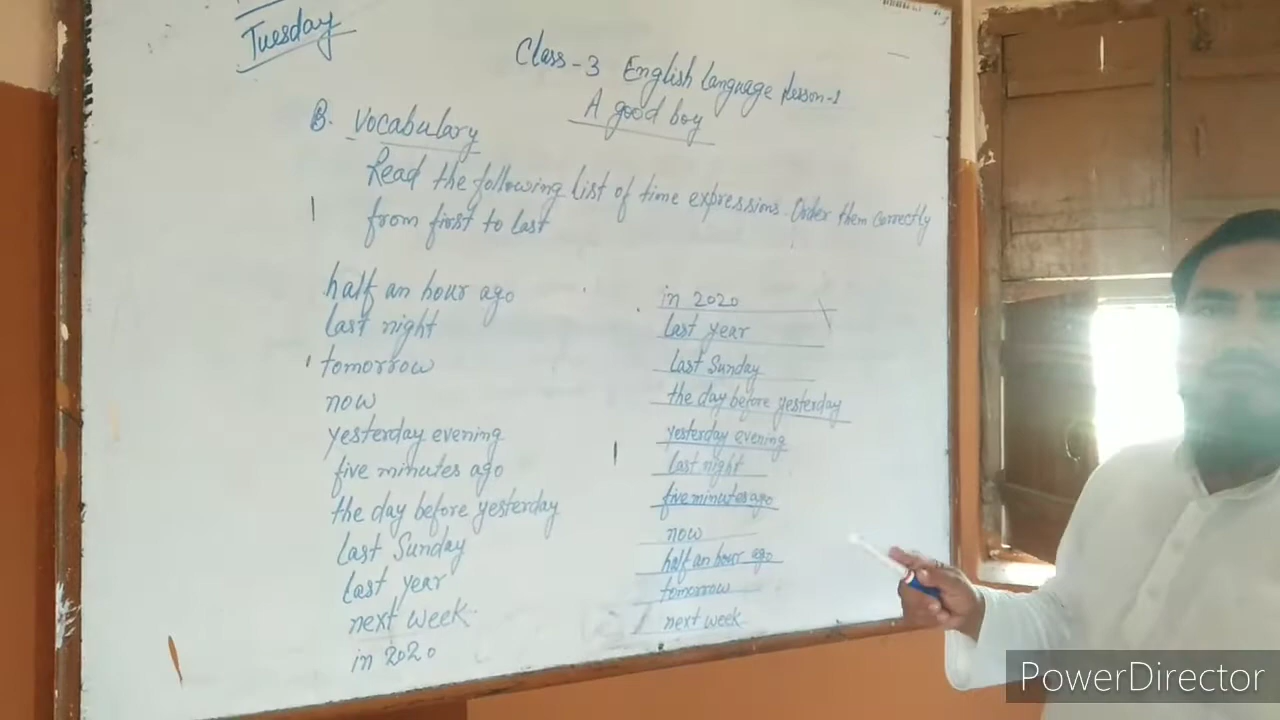 Tuesday
Class-3 English Language Lesson-1
A good boy
B. Vocabulary
Read the following list of time expressions. Order them correctly
from first to last
half an hour ago
last night
tomorrow
now
yesterday evening
five minutes ago
the day before yesterday
last Sunday
last year
next week
in 2020
in 2020
last year
last Sunday
the day before yesterday
yesterday evening
last night
five minutes ago
now
half an hour ago
tomorrow
next week
PowerDirector